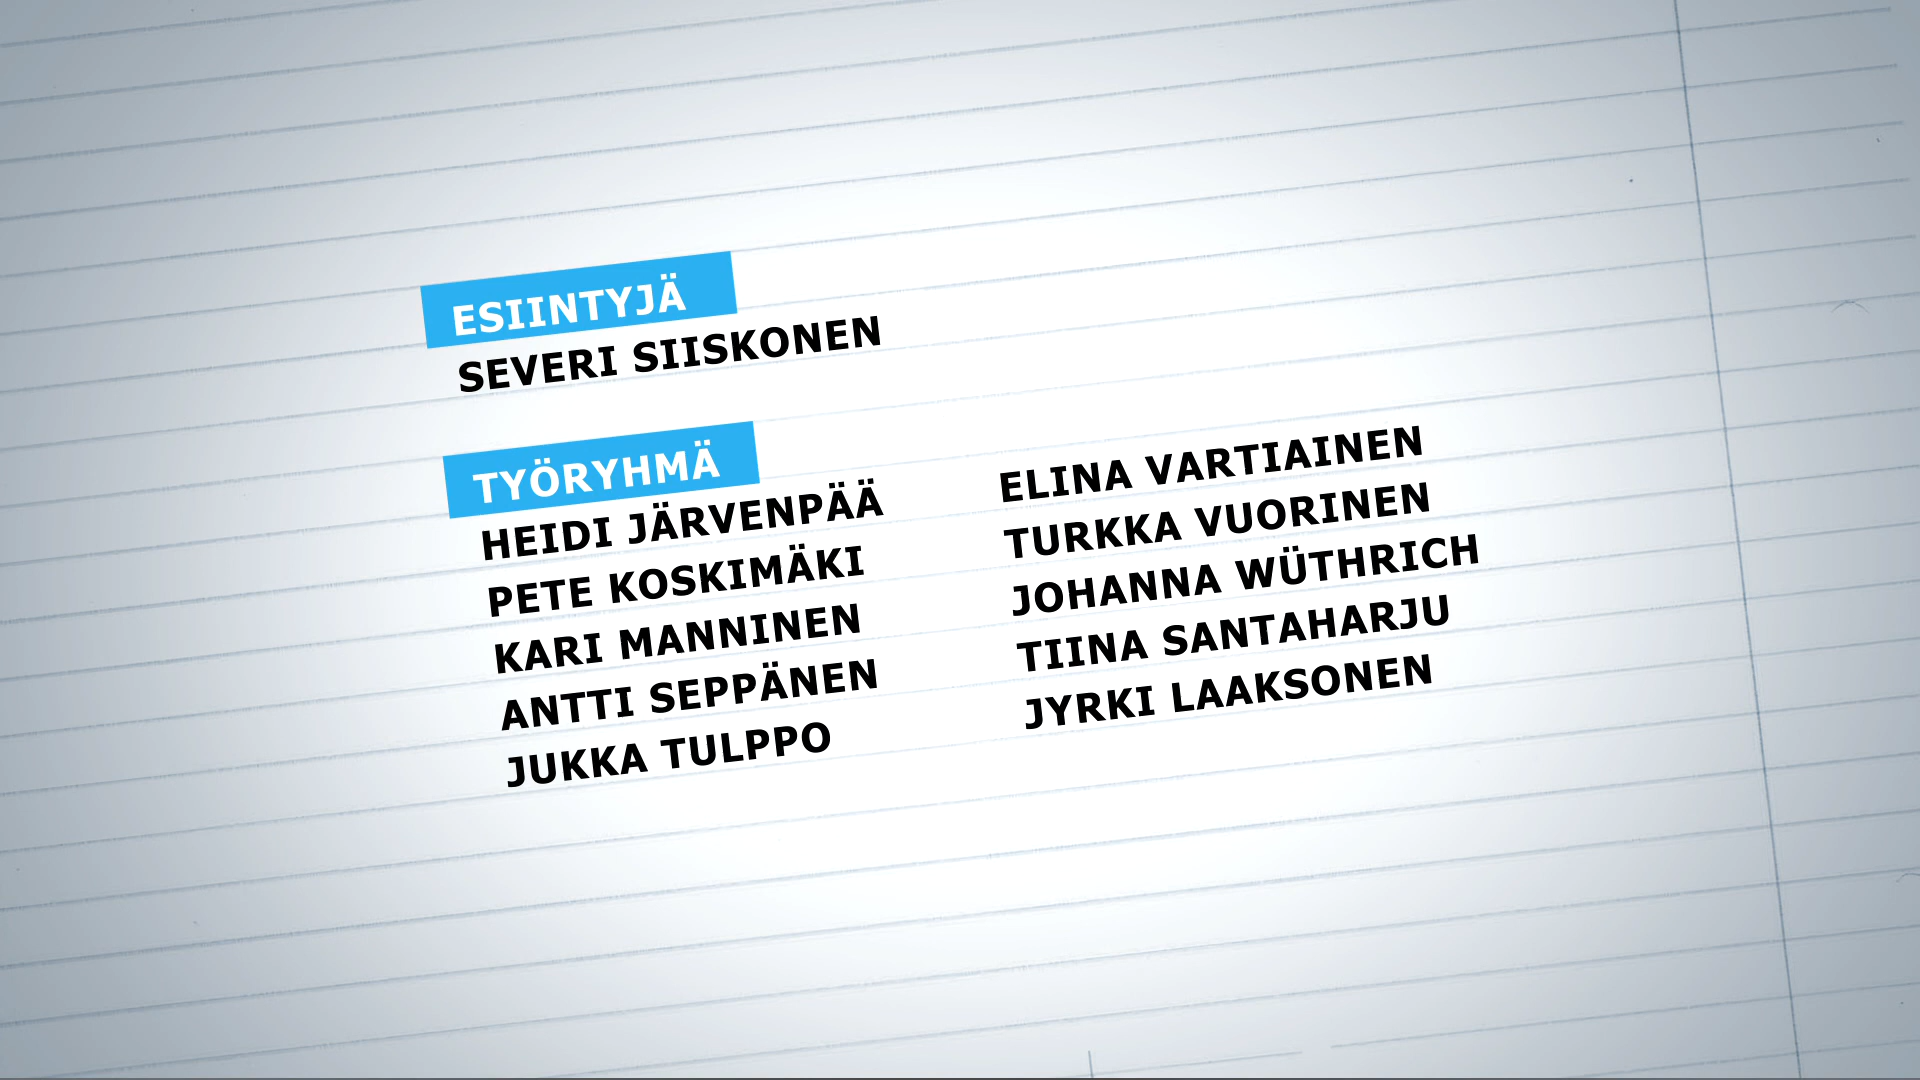 ESIINTYJÄ
SEVERI SIISKONEN
TYÖRYHMÄ
HEIDI JÄRVENPÄÄ
PETE KOSKIMÄKI
KARI MANNINEN
ANTTI SEPPÄNEN
JUKKA TULPPO
ELINA VARTIAINEN
TURKKA VUORINEN
JOHANNA WÜTHRICH
TIINA SANTAHARJU
JYRKI LAAKSONEN